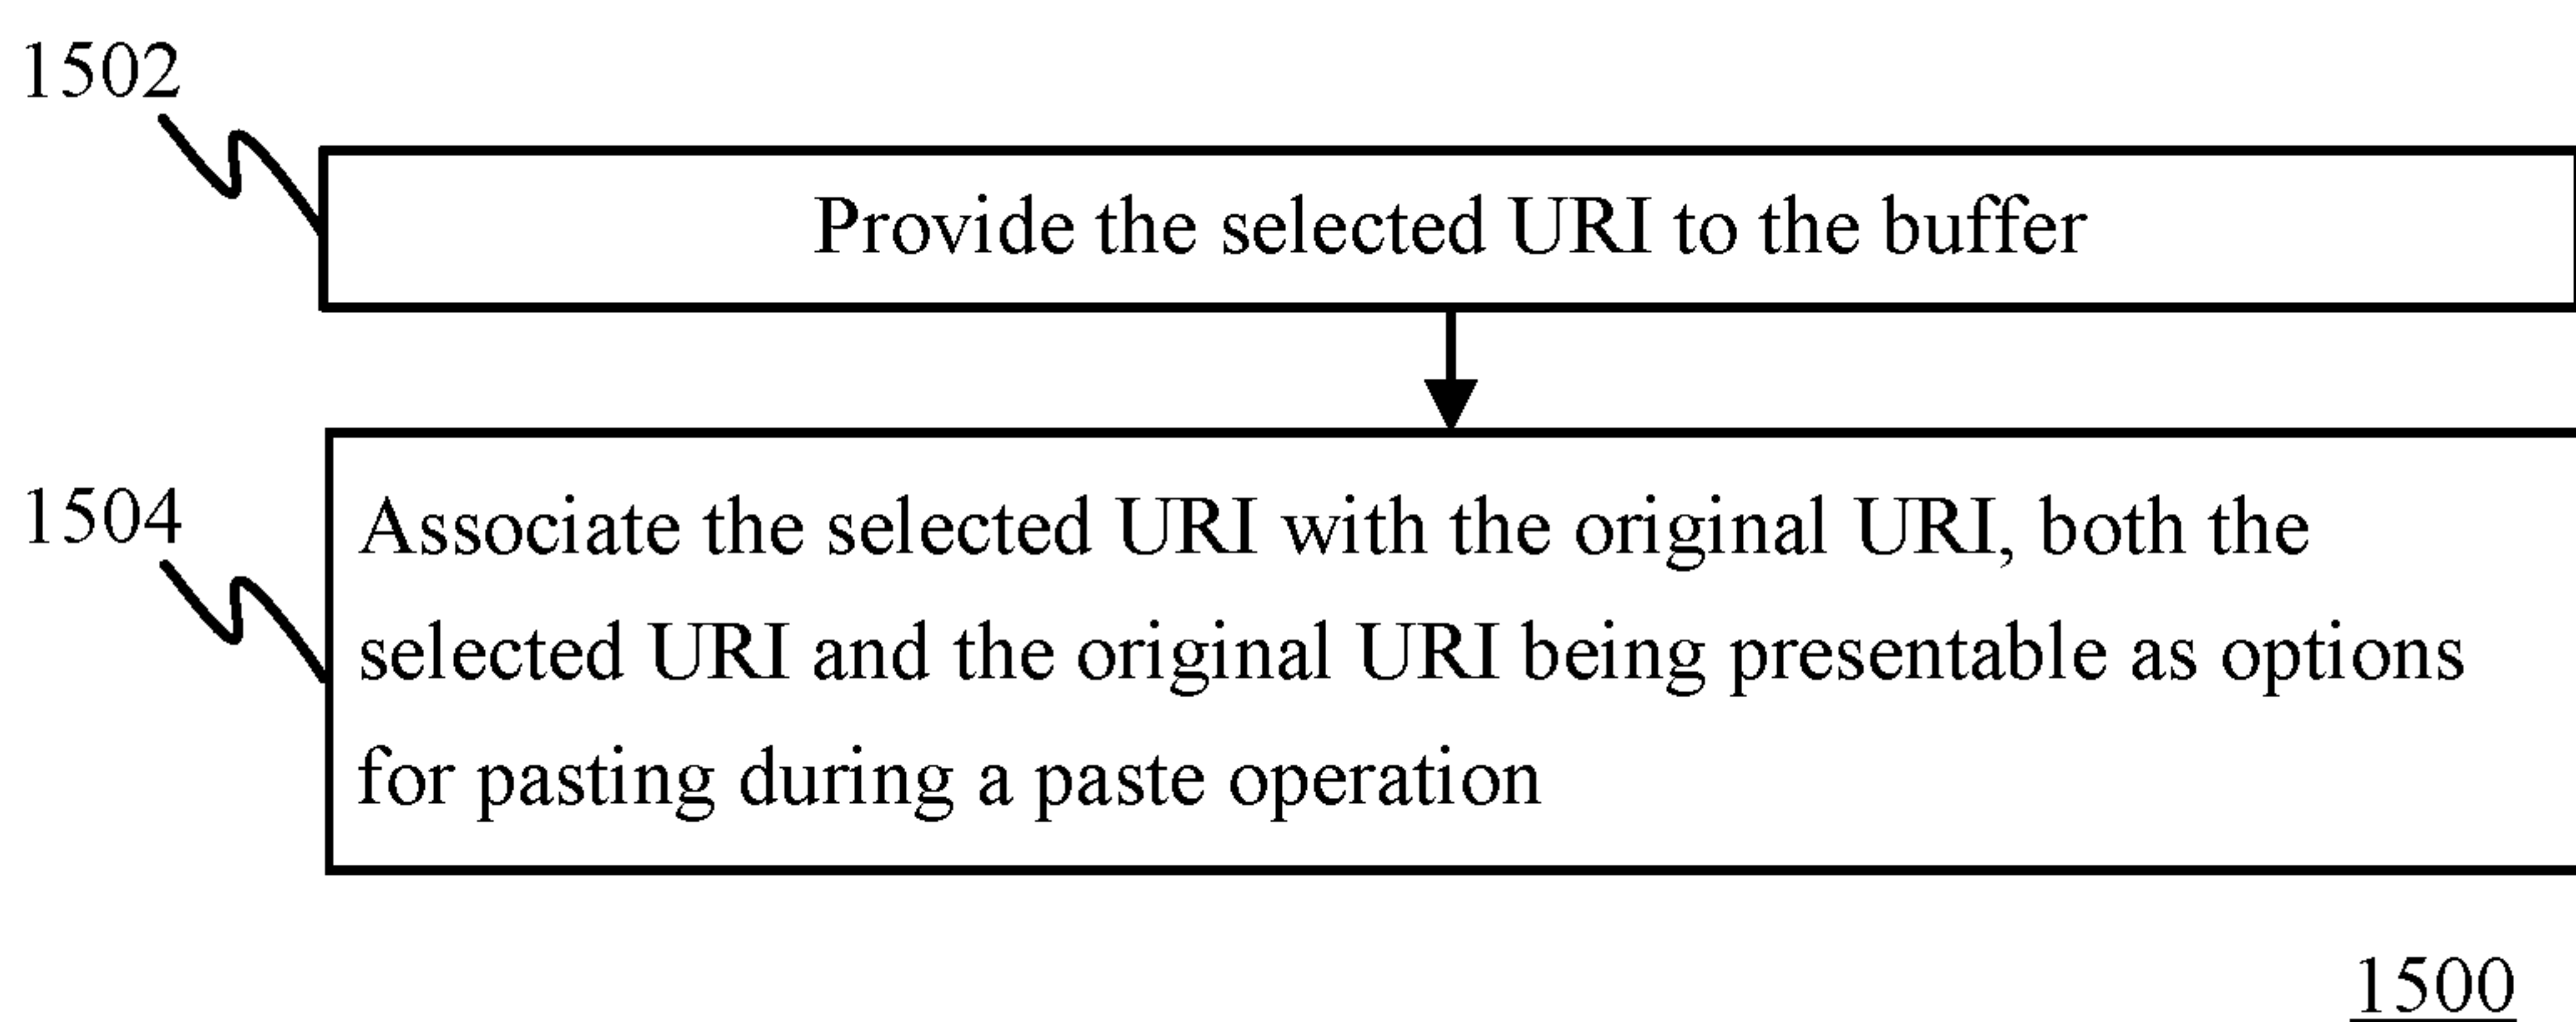 1502
Provide the selected URI to the buffer
1504
Associate the selected URI with the original URI, both the
selected URI and the original URI being presentable as options
for pasting during a paste operation
1500